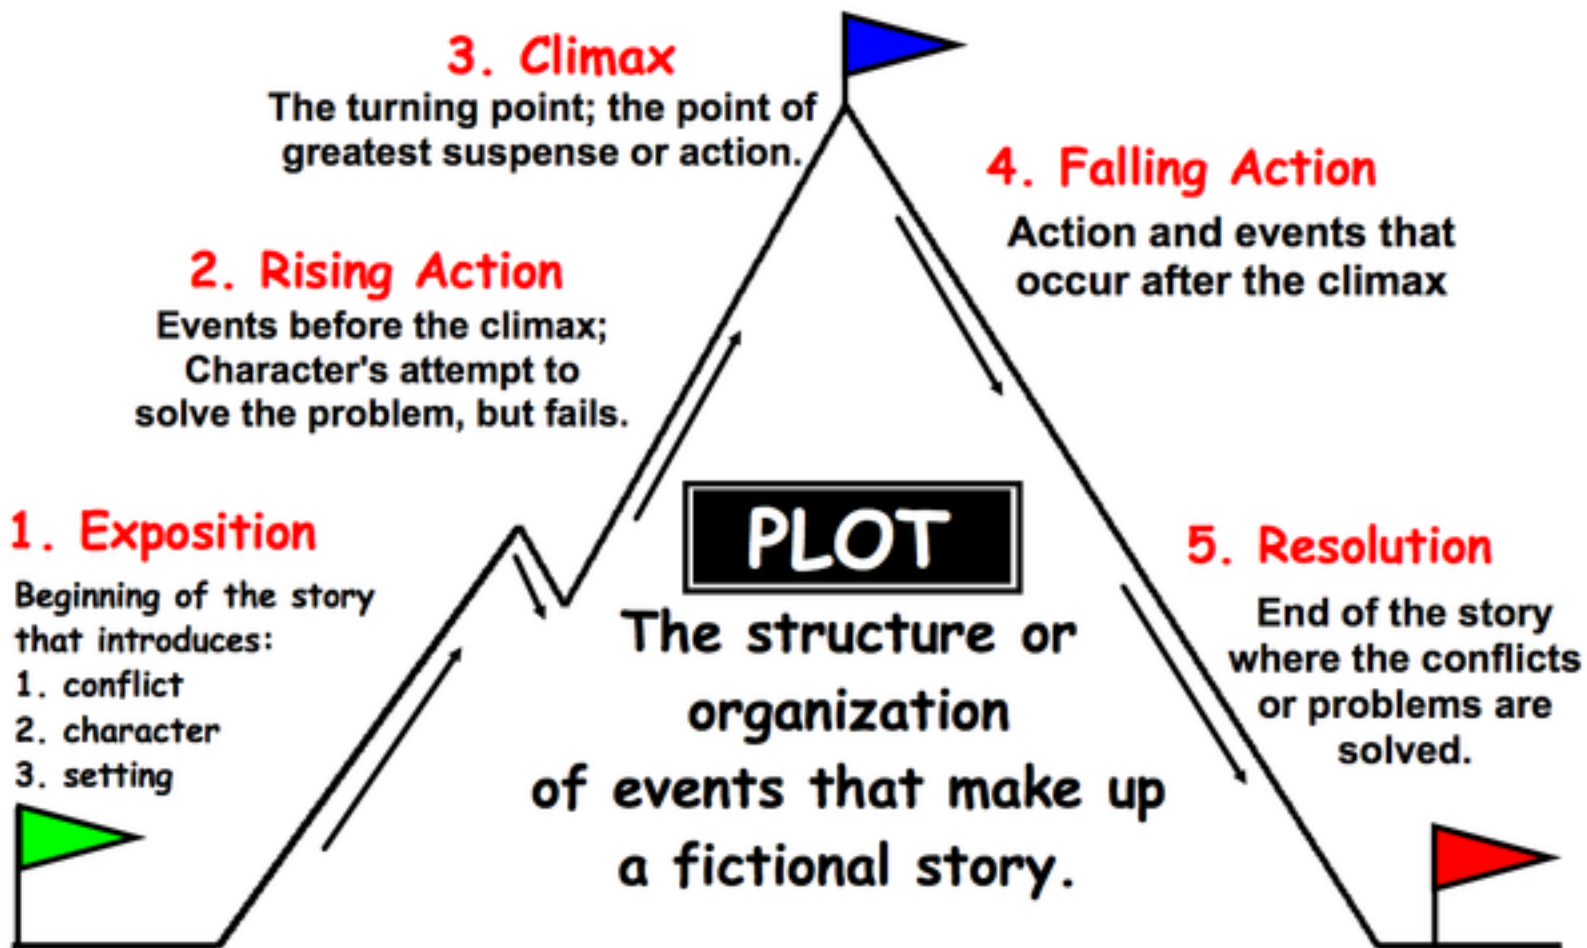 3. Climax
The turning point; the point of
greatest suspense or action.
4. Falling Action
Action and events that
occur after the climax
2. Rising Action
Events before the climax;
Character's attempt to
solve the problem, but fails.
1. Exposition
Beginning of the story
that introduces:
1. conflict
2. character
3. setting
PLOT
The structure or
organization
of events that make up
a fictional story.
5. Resolution
End of the story
where the conflicts
or problems are
solved.